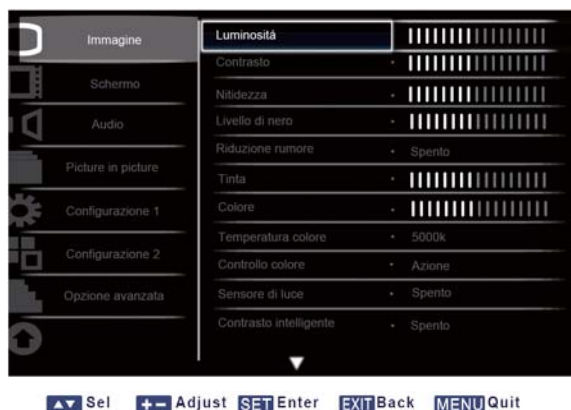 Immagine
Schermo
Audio
Picture in picture
Configurazione 1
Configurazione 2
Opzione avanzata
Luminositá
Contrasto
Nitidezza
Livello di nero
Riduzione rumore • Spento
Tinta
Colore
Temperatura colore • 5000k
Controllo colore • Azione
Sensore di luce • Spento
Contrasto intelligente • Spento
Sel + − Adjust SET Enter EXIT Back MENU Quit